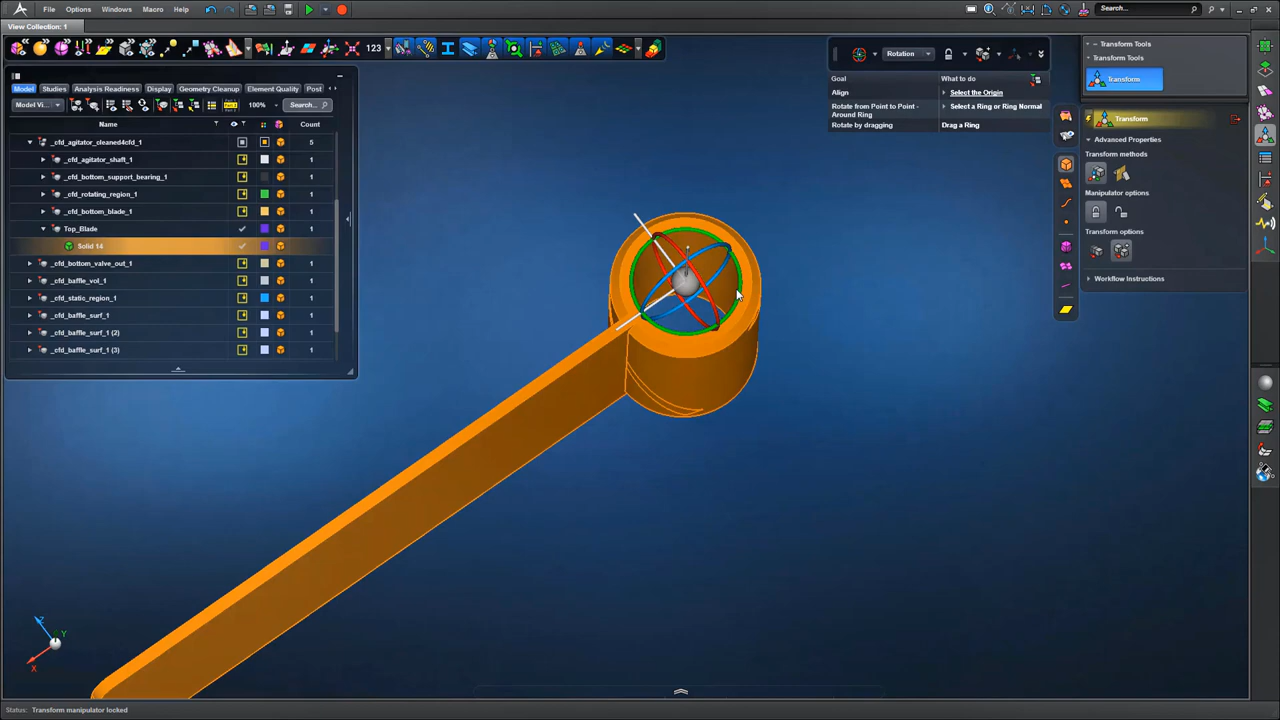 File Options Windows Macro Help
Search...
View Collection: 1
123
Model Studies Analysis Readiness Display Geometry Cleanup Element Quality Post
Model Vi... 100% Search...
Name Count
_cfd_agitator_cleaned4cfd_1 5
_cfd_agitator_shaft_1 1
_cfd_bottom_support_bearing_1 1
_cfd_rotating_region_1 1
_cfd_bottom_blade_1 1
Top_Blade 1
Solid 14 1
_cfd_bottom_valve_out_1 1
_cfd_baffle_vol_1 1
_cfd_static_region_1 1
_cfd_baffle_surf_1 1
_cfd_baffle_surf_1 (2) 1
_cfd_baffle_surf_1 (3) 1
Rotation
Goal What to do
Align Select the Origin
Rotate from Point to Point - Select a Ring or Ring Normal
Around Ring
Rotate by dragging Drag a Ring
Transform Tools
Transform Tools
Transform
Transform
Advanced Properties
Transform methods
Manipulator options
Transform options
Workflow Instructions
Z
Y
X
Status: Transform manipulator locked